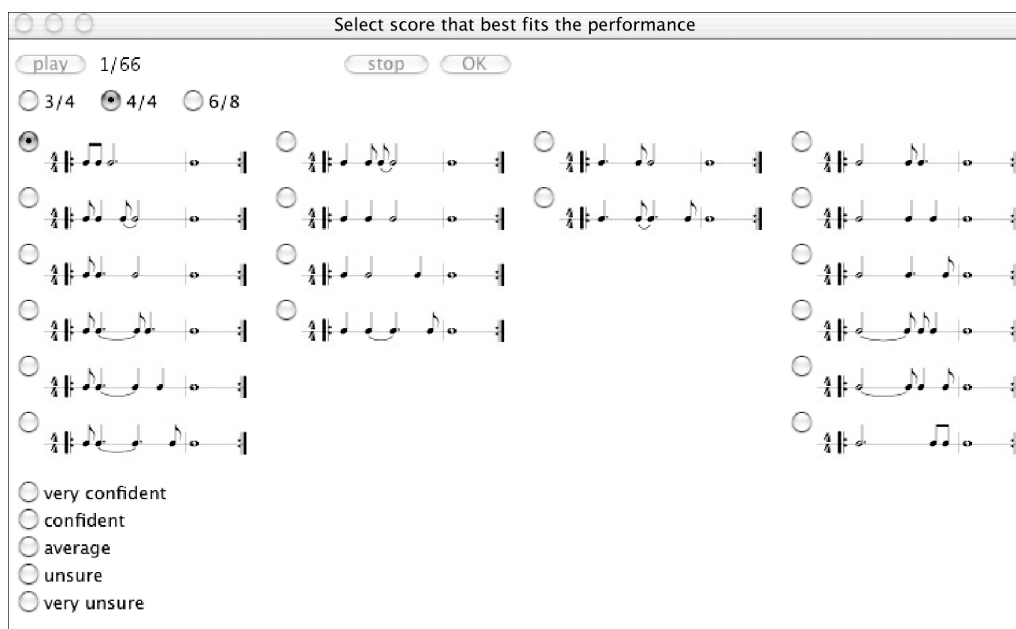 Select score that best fits the performance
play 1/66 stop OK
3/4 4/4 6/8
very confident
confident
average
unsure
very unsure